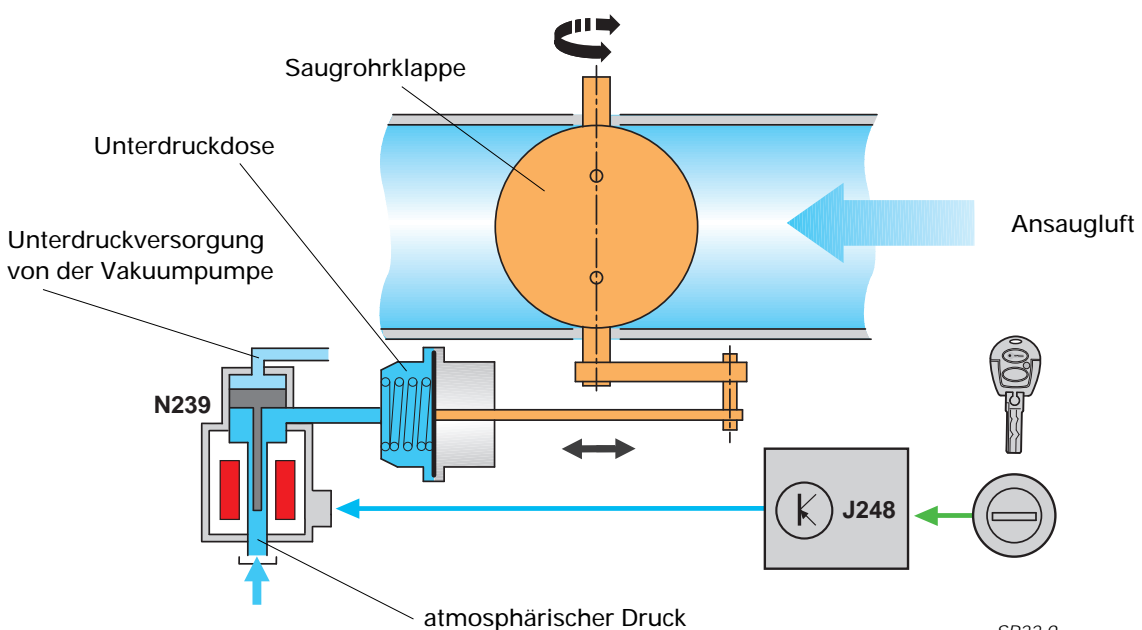 Saugrohrklappe
Unterdruckdose
Unterdruckversorgung
von der Vakuumpumpe
Ansaugluft
N239
J248
atmosphärischer Druck